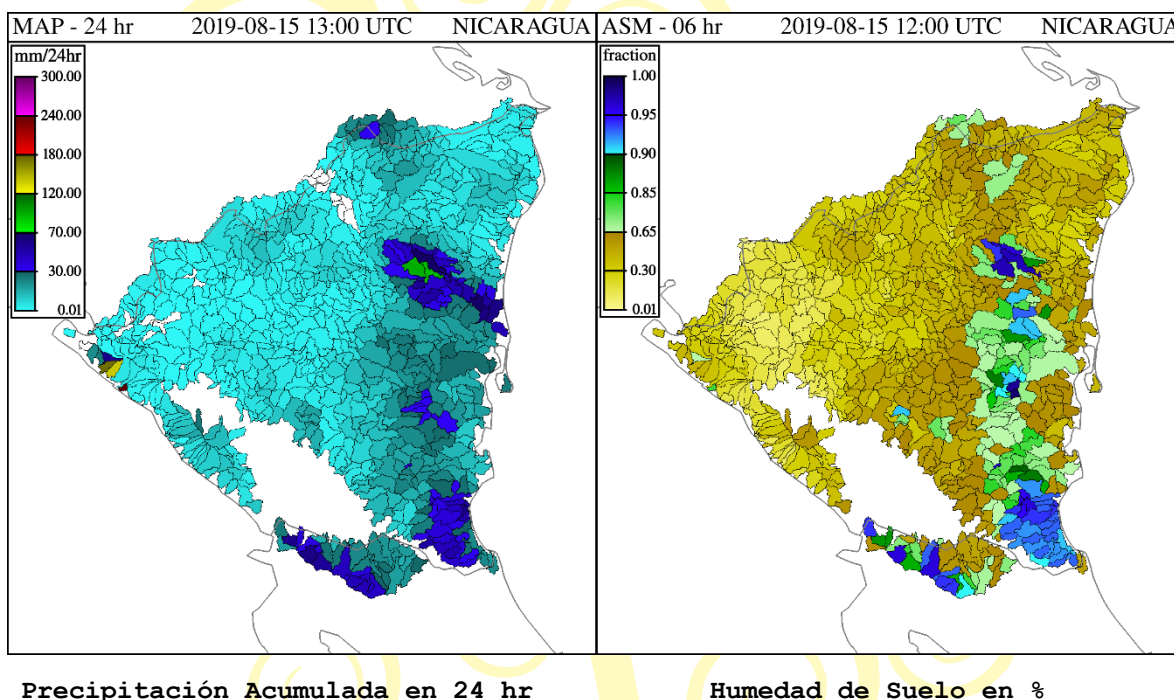 MAP - 24 hr 2019-08-15 13:00 UTC NICARAGUA
mm/24hr
300.00
240.00
180.00
120.00
70.00
30.00
0.01
ASM - 06 hr 2019-08-15 12:00 UTC NICARAGUA
fraction
1.00
0.95
0.90
0.85
0.65
0.30
0.01
Precipitación Acumulada en 24 hr
Humedad de Suelo en %